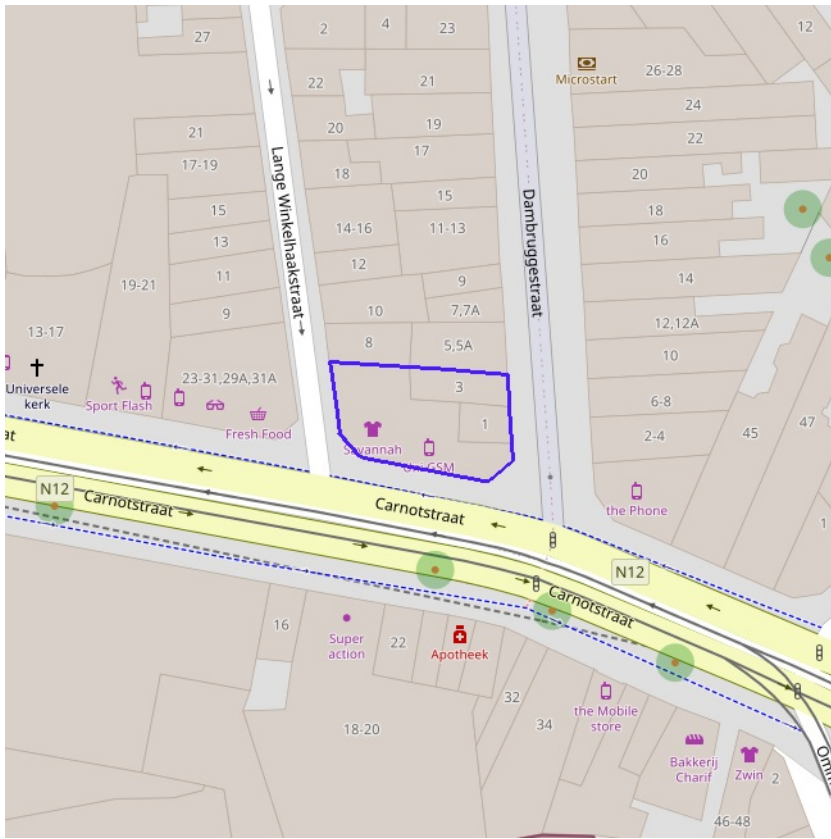 27
2
4
23
12
Microstart
26-28
22
21
24
21
20
19
22
17-19
17
18
20
15
15
18
13
14-16
11-13
16
11
12
9
14
19-21
9
10
7,7A
12,12A
13-17
8
5,5A
10
Lange Winkelhaakstraat
Dambruggestraat
Universele
kerk
Sport Flash
23-31,29A,31A
Fresh Food
3
1
6-8
2-4
45
47
Savannah
Uni GSM
the Phone
at
N12
Carnotstraat
Carnotstraat
N12
Carnotstraat
16
Super
action
22
Apotheek
18-20
32
34
the Mobile
store
Bakkerij
Charif
Zwin
2
46-48